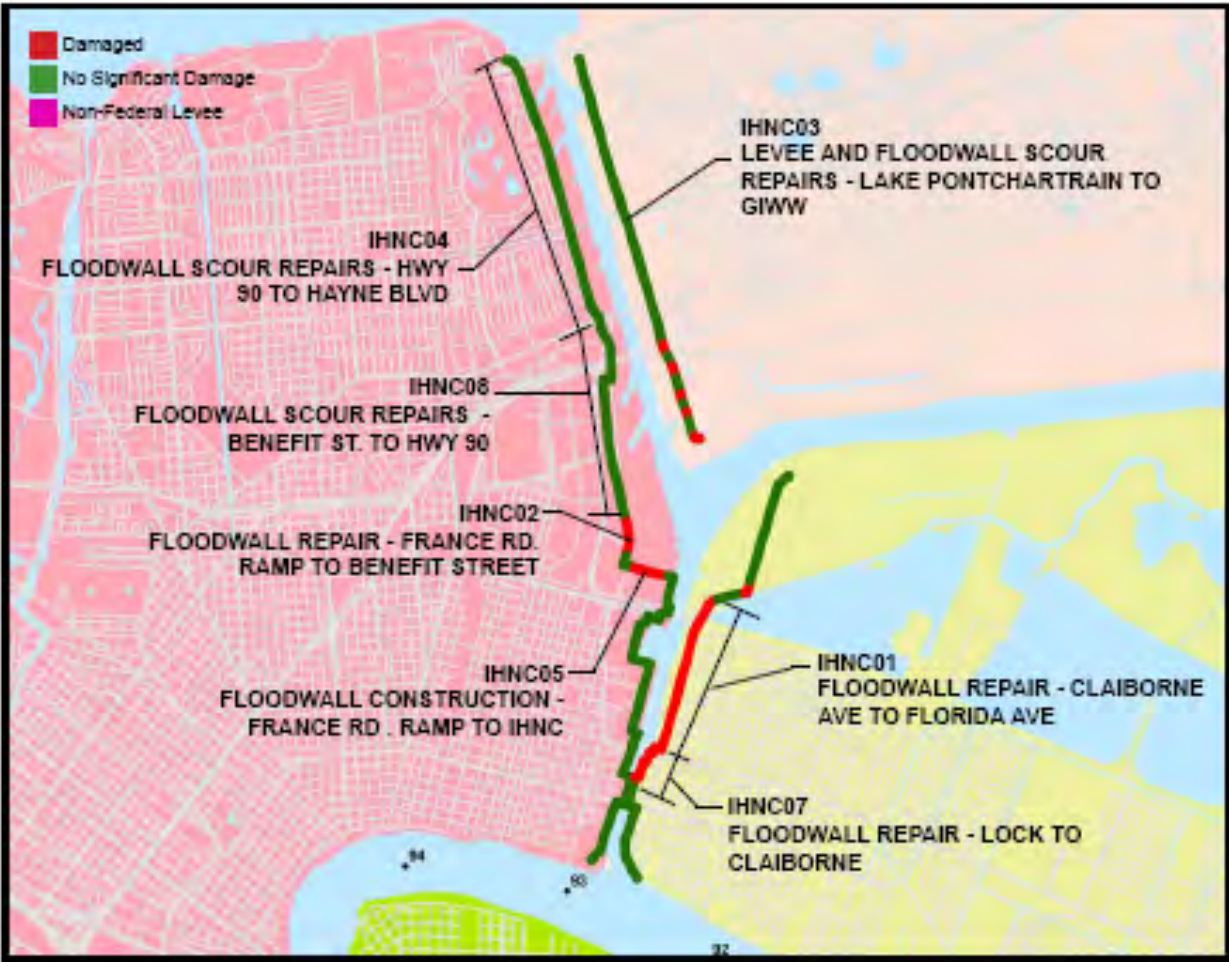 Damaged
No Significant Damage
Non-Federal Levee
IHNC03
LEVEE AND FLOODWALL SCOUR
REPAIRS - LAKE PONTCHARTRAIN TO
GIWW
IHNC04
FLOODWALL SCOUR REPAIRS - HWY
90 TO HAYNE BLVD
IHNC08
FLOODWALL SCOUR REPAIRS -
BENEFIT ST. TO HWY 90
IHNC02
FLOODWALL REPAIR - FRANCE RD.
RAMP TO BENEFIT STREET
IHNC05
FLOODWALL CONSTRUCTION -
FRANCE RD . RAMP TO IHNC
IHNC01
FLOODWALL REPAIR - CLAIBORNE
AVE TO FLORIDA AVE
IHNC07
FLOODWALL REPAIR - LOCK TO
CLAIBORNE
94
93
92